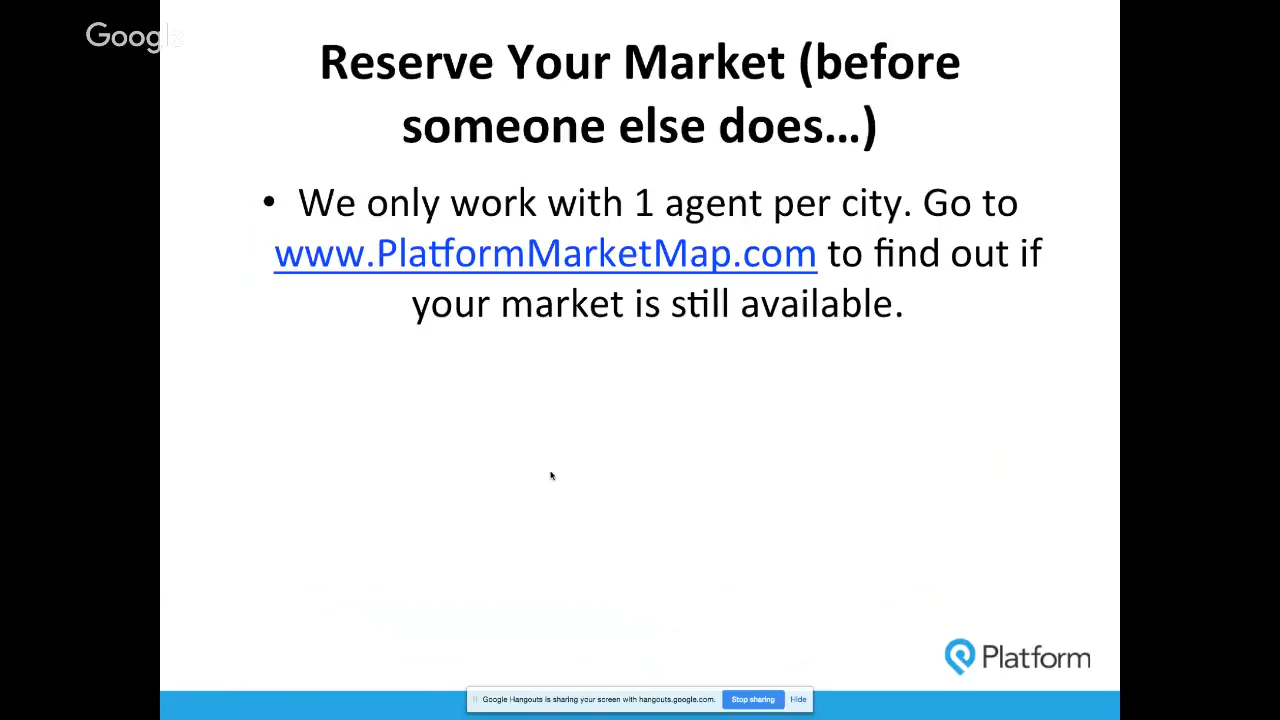 Google
Reserve Your Market (before
someone else does…)
• We only work with 1 agent per city. Go to
www.PlatformMarketMap.com to find out if
your market is still available.
Platform
Google Hangouts is sharing your screen with hangouts.google.com. Stop sharing Hide